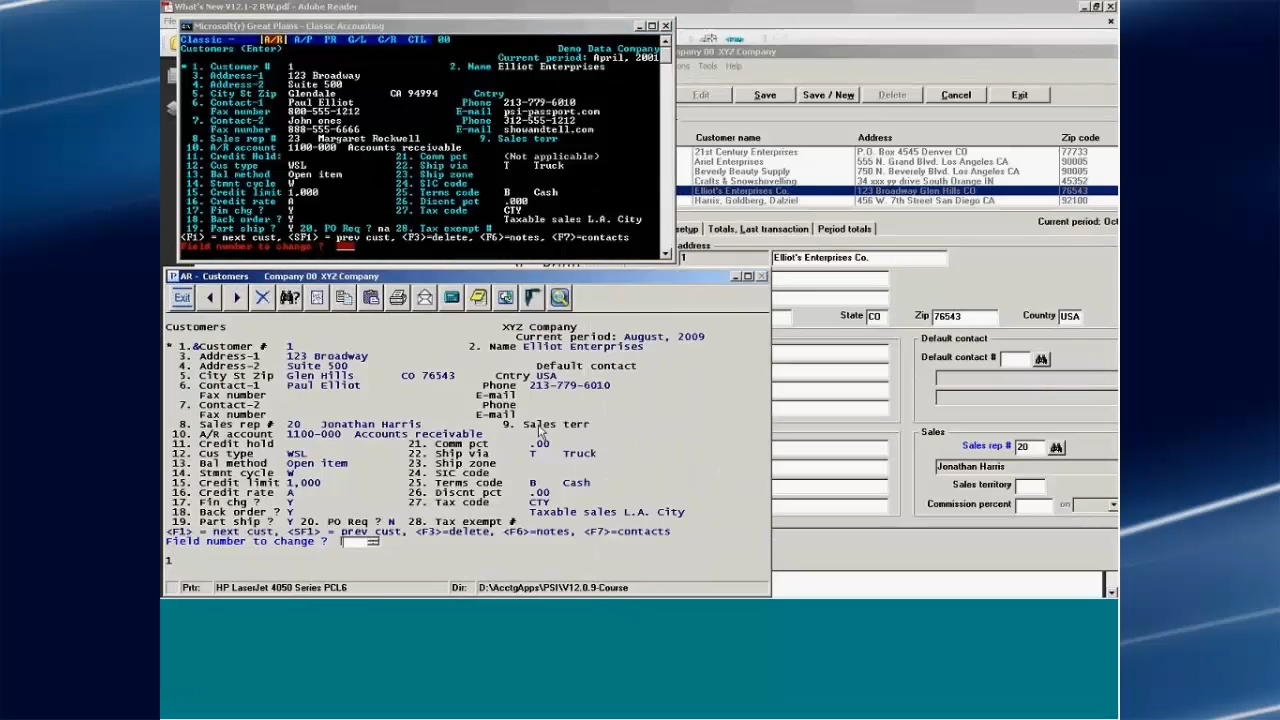 What's New V12.1-2 RW.pdf - Adobe Reader
Microsoft(r) Great Plains - Classic Accounting
Classic - |A/R| A/P PR G/L C/R CTL 00
Customers (Enter) Demo Data Company
Current period: April, 2001
* 1. Customer # 1 2. Name Elliot Enterprises
3. Address-1 123 Broadway
4. Address-2 Suite 500
5. City St Zip Glendale CA 94994 Cntry
6. Contact-1 Paul Elliot Phone 213-779-6010
Fax number 800-555-1212 E-mail psi-passport.com
7. Contact-2 John ones Phone 312-555-1212
Fax number 888-555-6666 E-mail showandtell.com
8. Sales rep # 23 Margaret Rockwell 9. Sales terr
10. A/R account 1100-000 Accounts receivable
11. Credit Hold: 21. Comm pct (Not applicable)
12. Cus type WSL 22. Ship via T Truck
13. Bal method Open item 23. Ship zone
14. Stmnt cycle W 24. SIC code
15. Credit limit 1,000 25. Terms code B Cash
16. Credit rate A 26. Discnt pct .000
17. Fin chg ? Y 27. Tax code CTY
18. Back order ? Y Taxable sales L.A. City
19. Part ship ? Y 20. PO Req ? na 28. Tax exempt #
<F1> = next cust, <SF1> = prev cust, <F3>=delete, <F6>=notes, <F7>=contacts
Field number to change ?
pany 00 XYZ Company
ons Tools Help
Edit Save Save / New Delete Cancel Exit
Customer name Address Zip code
21st Century Enterprises P.O. Box 4545 Denver CO 77733
Ariel Enterprises 555 N. Grand Blvd. Los Angeles CA 90005
Beverly Beauty Supply 750 N. Beverely Blvd. Los Angeles CA 90005
Crafts & Snowshovelling 34 xxx yy drive South Orange IN 45352
Elliot's Enterprises Co. 123 Broadway Glen Hills CO 76543
Harris, Goldberg, Dalziel 456 W. 7th Street San Diego CA 92100
Current period: Oct
setup Totals, Last transaction Period totals
address
1 Elliot's Enterprises Co.
State CO Zip 76543 Country USA
Default contact
Default contact #
Sales
Sales rep # 20
Jonathan Harris
Sales territory
Commission percent on
AR - Customers Company 00 XYZ Company
Exit
Customers XYZ Company
Current period: August, 2009
* 1.&Customer # 1 2. Name Elliot Enterprises
3. Address-1 123 Broadway
4. Address-2 Suite 500 Default contact
5. City St Zip Glen Hills CO 76543 Cntry USA
6. Contact-1 Paul Elliot Phone 213-779-6010
Fax number E-mail
7. Contact-2 Phone
Fax number E-mail
8. Sales rep # 20 Jonathan Harris 9. Sales terr
10. A/R account 1100-000 Accounts receivable
11. Credit hold 21. Comm pct .00
12. Cus type WSL 22. Ship via T Truck
13. Bal method Open item 23. Ship zone
14. Stmnt cycle W 24. SIC code
15. Credit limit 1,000 25. Terms code B Cash
16. Credit rate A 26. Discnt pct .00
17. Fin chg ? Y 27. Tax code CTY
18. Back order ? Y Taxable sales L.A. City
19. Part ship ? Y 20. PO Req ? N 28. Tax exempt #
<F1> = next cust, <SF1> = prev cust, <F3>=delete, <F6>=notes, <F7>=contacts
Field number to change ?
1
Prtr: HP LaserJet 4050 Series PCL6 Dir: D:\AcctgApps\PSI\V12.0.9-Course